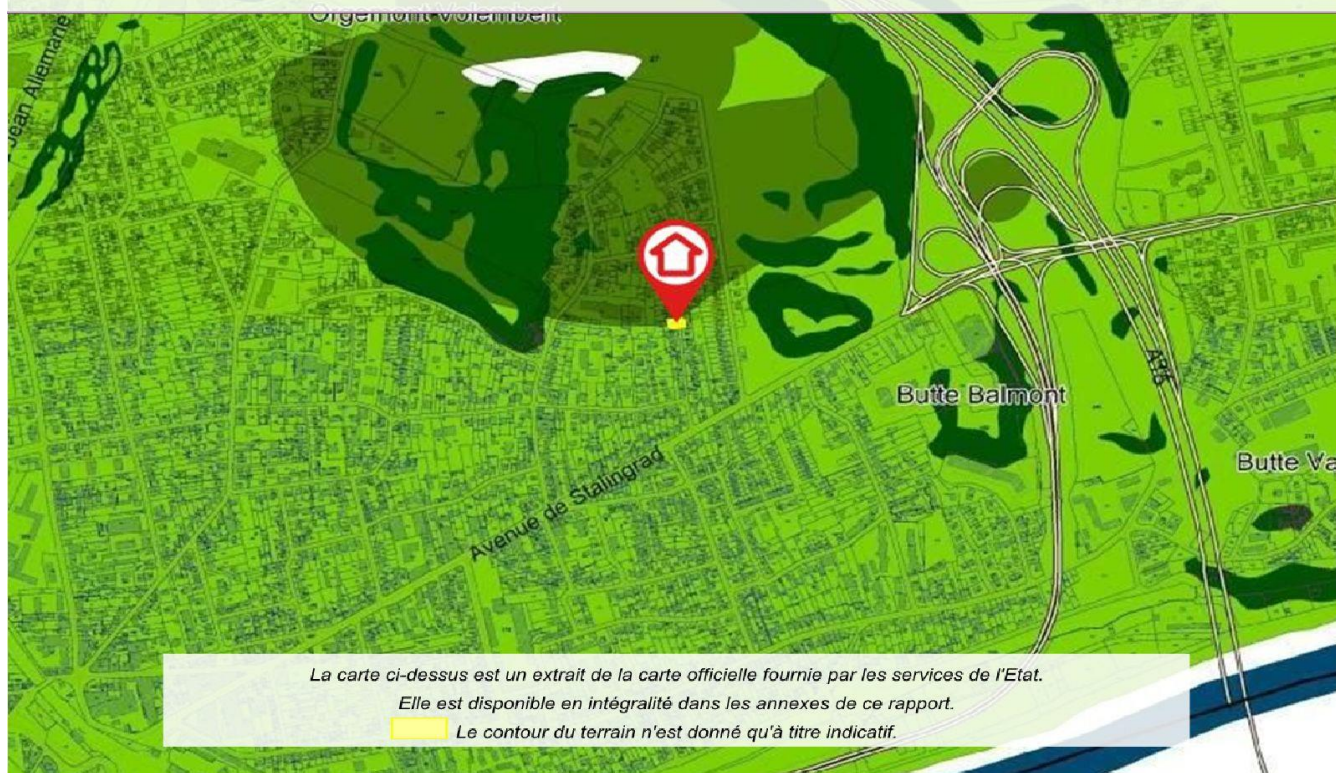 Orgemont-Volembert
Jean Allemane
Butte Balmont
A15
Butte Va
Avenue de Stalingrad
La carte ci-dessus est un extrait de la carte officielle fournie par les services de l'Etat.
Elle est disponible en intégralité dans les annexes de ce rapport.
Le contour du terrain n'est donné qu'à titre indicatif.